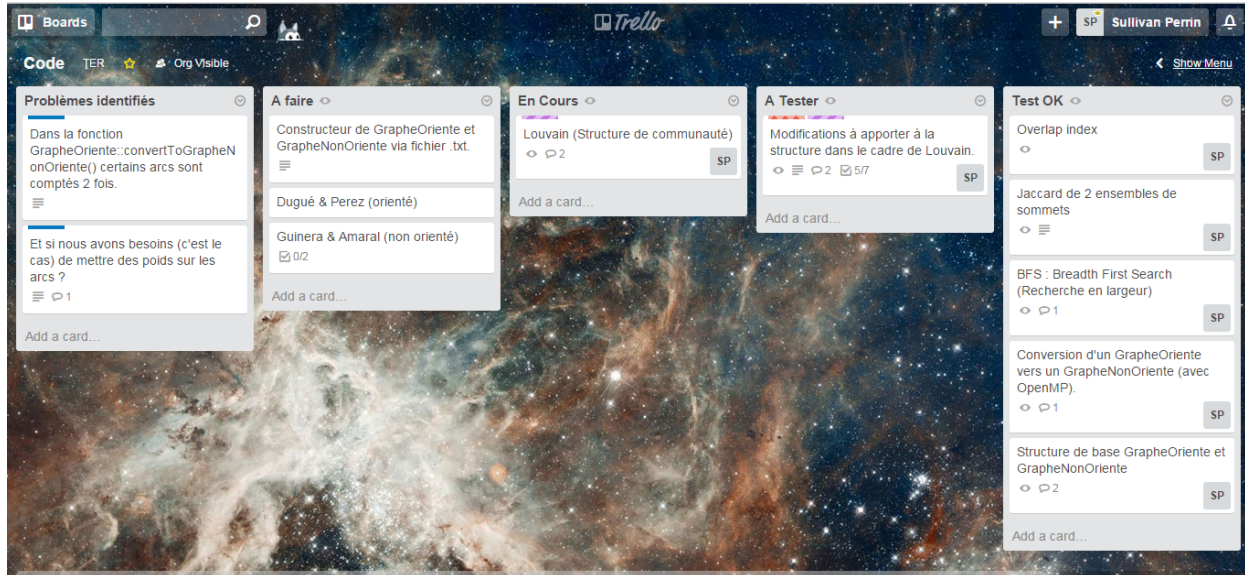 Boards
Trello
SP Sullivan Perrin
Code TER Org Visible
Show Menu
Problèmes identifiés
Dans la fonction
GrapheOriente::convertToGrapheN
onOriente() certains arcs sont
comptés 2 fois.
Et si nous avons besoins (c'est le
cas) de mettre des poids sur les
arcs ?
1
Add a card...
A faire
Constructeur de GrapheOriente et
GrapheNonOriente via fichier .txt.
Dugué & Perez (orienté)
Guinera & Amaral (non orienté)
0/2
Add a card...
En Cours
Louvain (Structure de communauté)
2
SP
Add a card...
A Tester
Modifications à apporter à la
structure dans le cadre de Louvain.
2 5/7
SP
Add a card...
Test OK
Overlap index
SP
Jaccard de 2 ensembles de
sommets
SP
BFS : Breadth First Search
(Recherche en largeur)
1
SP
Conversion d'un GrapheOriente
vers un GrapheNonOriente (avec
OpenMP).
1
SP
Structure de base GrapheOriente et
GrapheNonOriente
2
SP
Add a card...